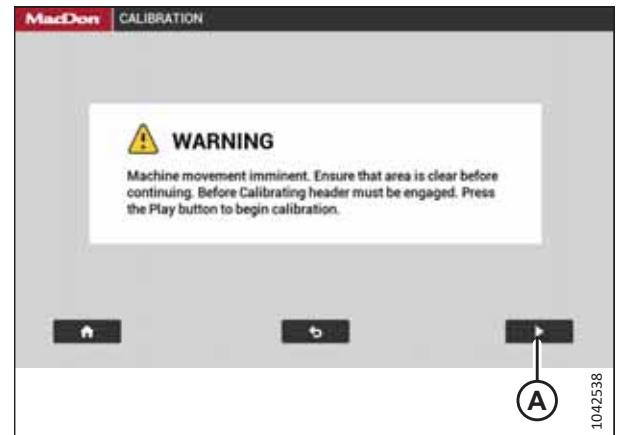 MacDon CALIBRATION
WARNING
Machine movement imminent. Ensure that area is clear before
continuing. Before Calibrating header must be engaged. Press
the Play button to begin calibration.
A
1042538